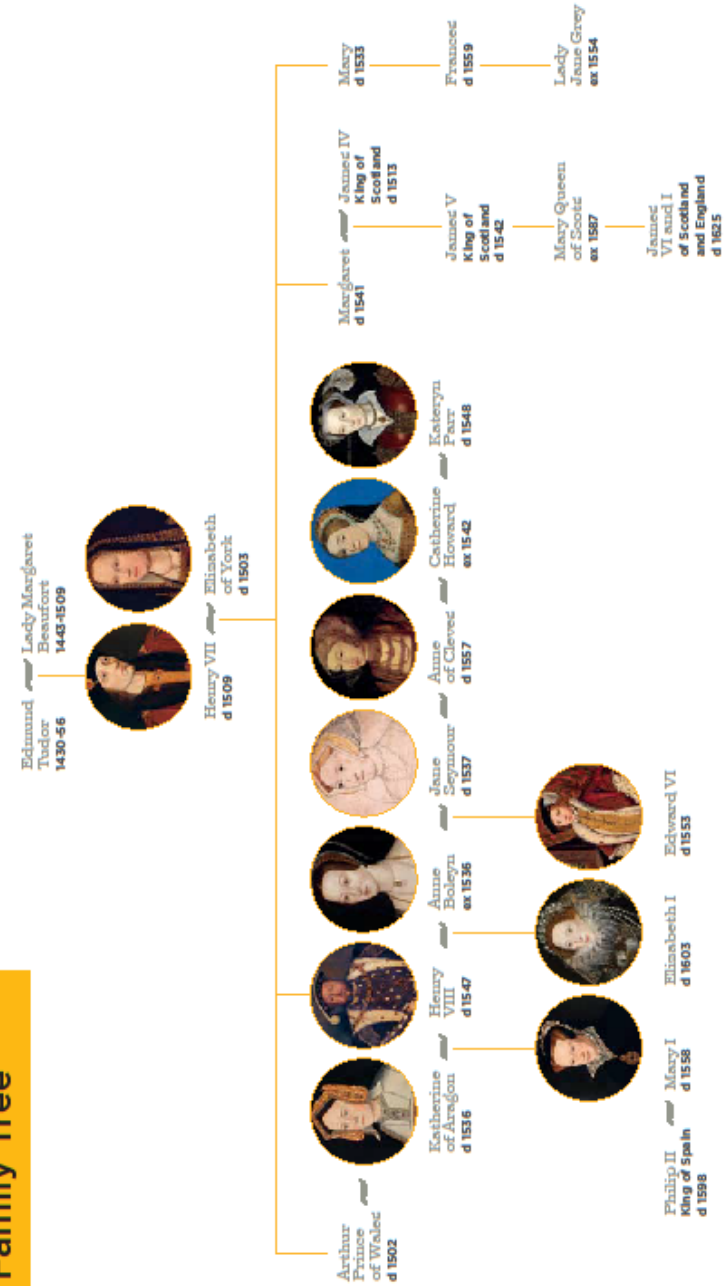 Family Tree
Edmund
Tudor
1430-56
Lady Margaret
Beaufort
1443-1509
Henry VII
d 1509
Elizabeth
of York
d 1503
Arthur
Prince
of Wales
d 1502
Katherine
of Aragon
d 1536
Henry
VIII
d 1547
Anne
Boleyn
ex 1536
Jane
Seymour
d 1537
Anne
of Cleves
d 1557
Catherine
Howard
ex 1542
Kateryn
Parr
d 1548
Margaret
d 1541
James IV
King of
Scotland
d 1513
Mary
d 1533
James V
King of
Scotland
d 1542
Frances
d 1559
Mary Queen
of Scots
ex 1587
Lady
Jane Grey
ex 1554
James
VI and I
of Scotland
and England
d 1625
Philip II
King of Spain
d 1598
Mary I
d 1558
Elizabeth I
d 1603
Edward VI
d 1553